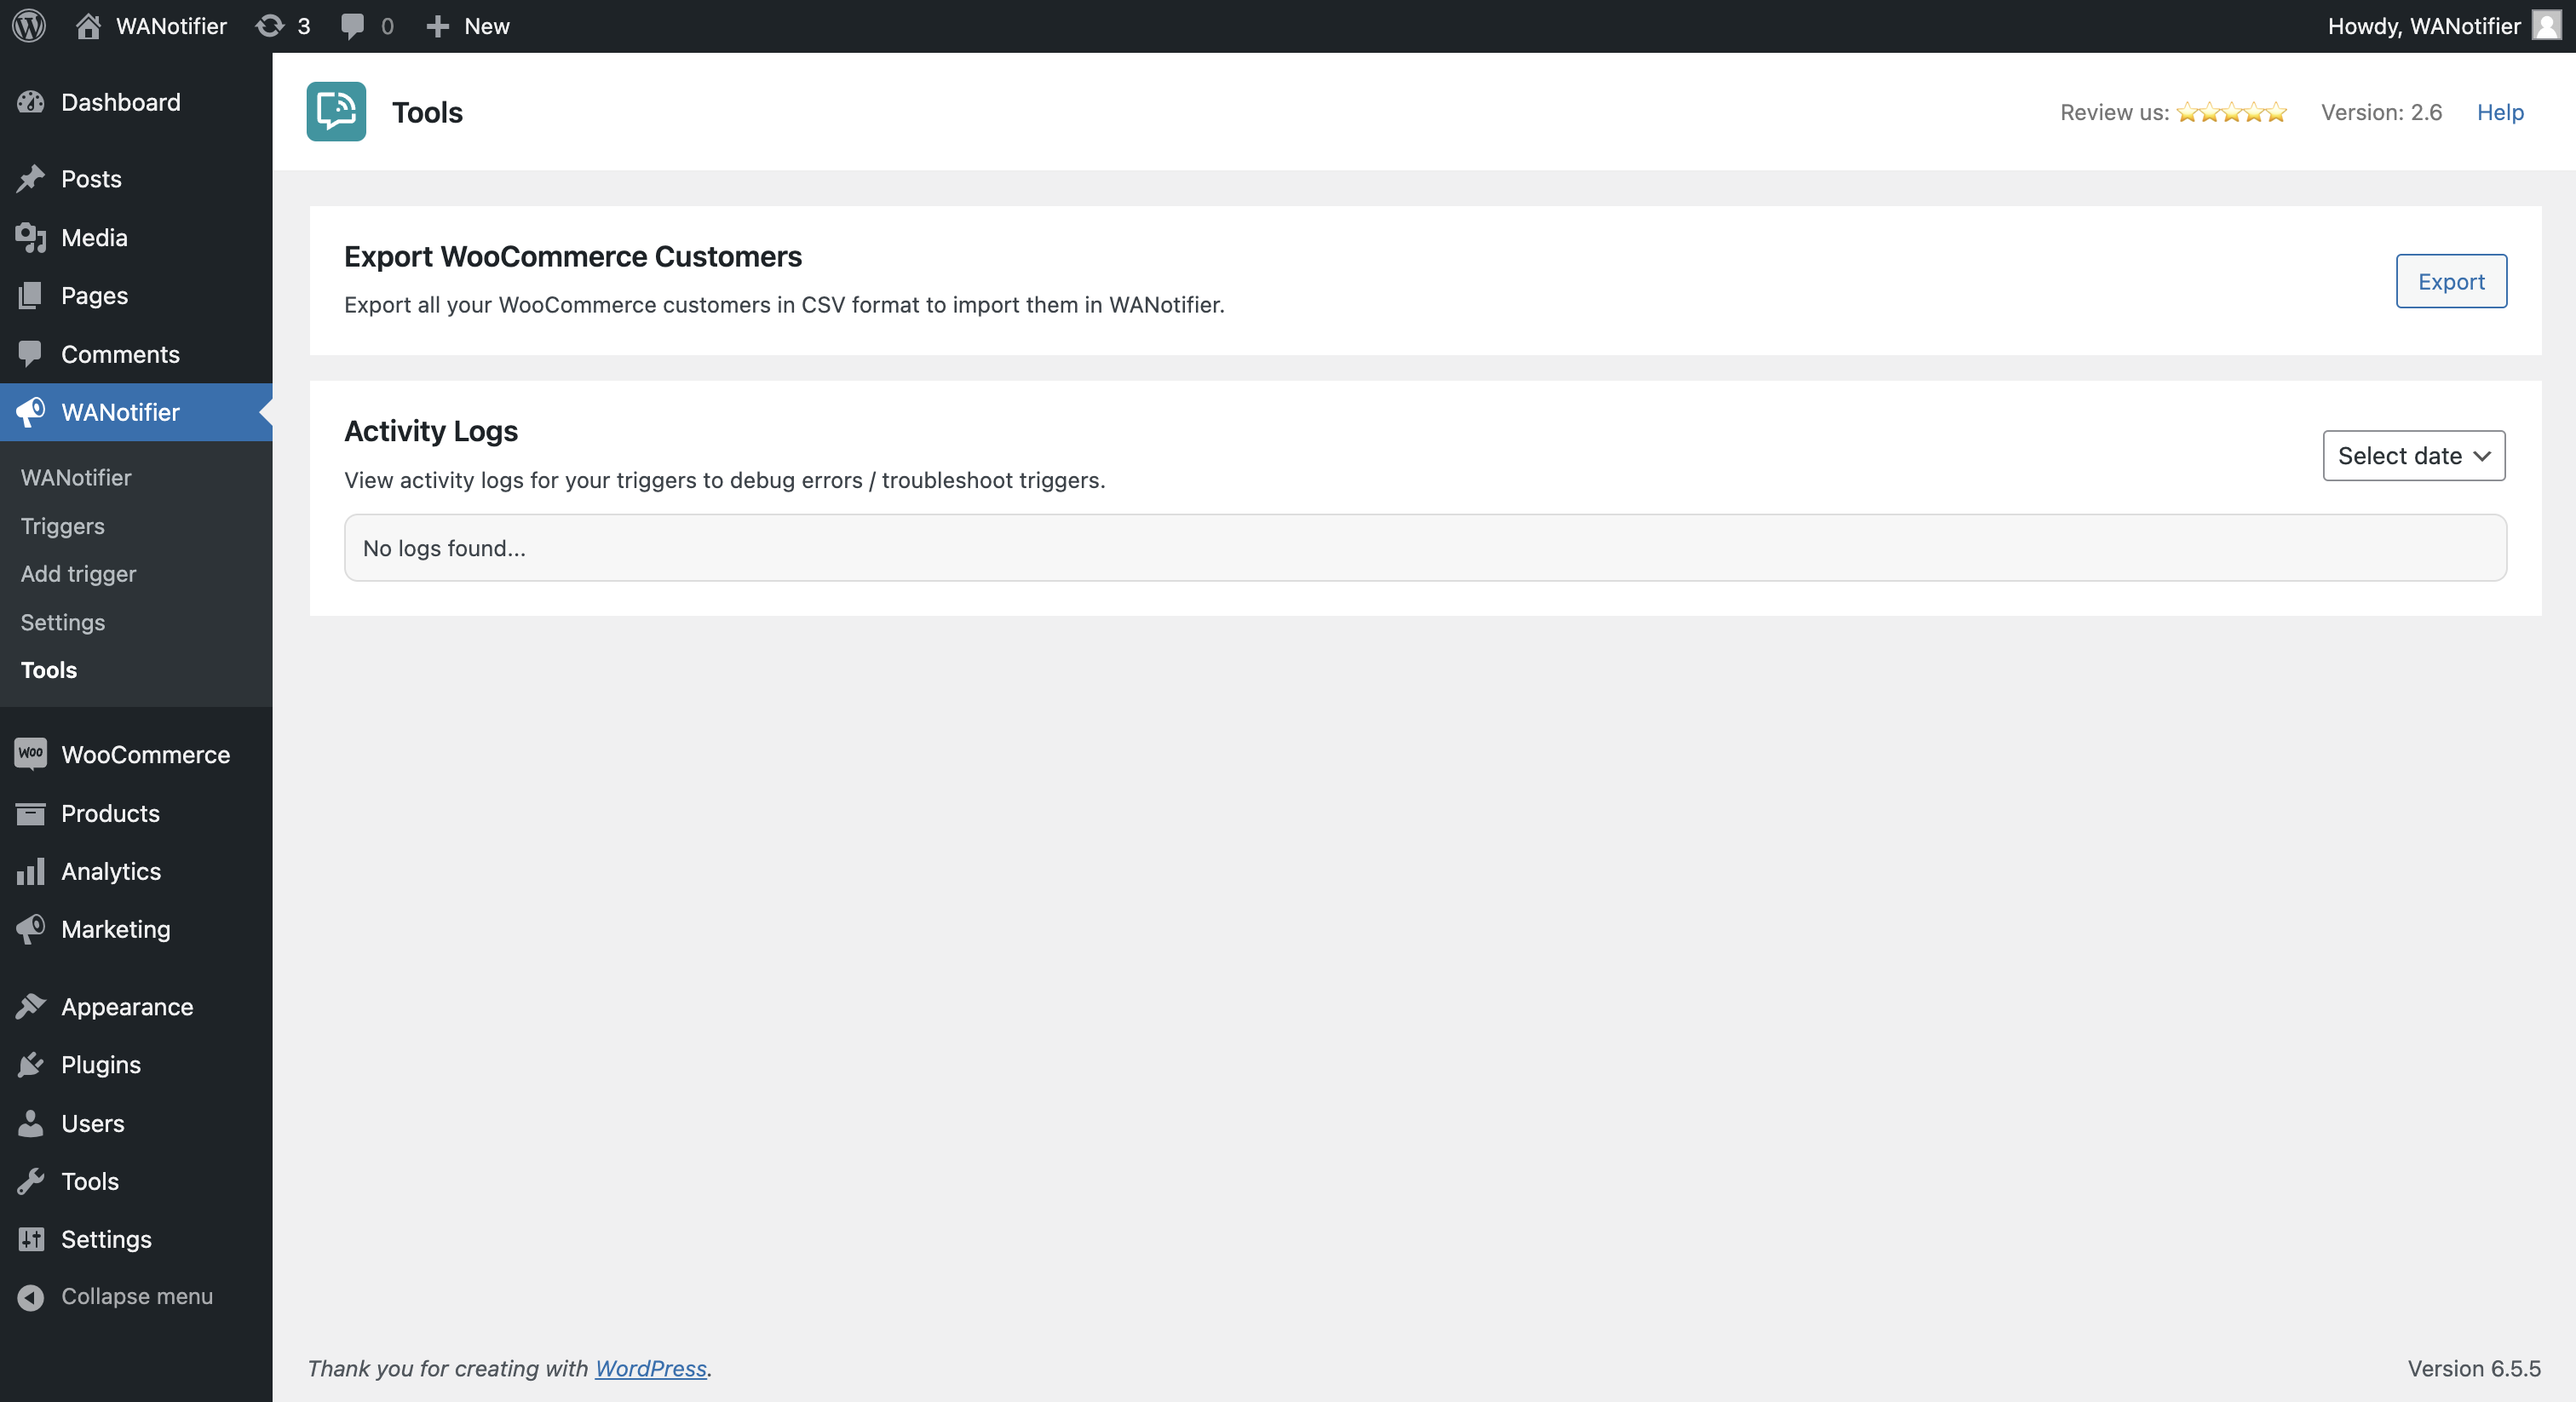 WANotifier 3 0 New Howdy, WANotifier
Dashboard
Posts
Media
Pages
Comments
WANotifier
WANotifier
Triggers
Add trigger
Settings
Tools
Woo WooCommerce
Products
Analytics
Marketing
Appearance
Plugins
Users
Tools
Settings
Collapse menu
Tools
Review us: Version: 2.6 Help
Export WooCommerce Customers
Export all your WooCommerce customers in CSV format to import them in WANotifier.
Export
Activity Logs
View activity logs for your triggers to debug errors / troubleshoot triggers.
Select date
No logs found...
Thank you for creating with WordPress.
Version 6.5.5